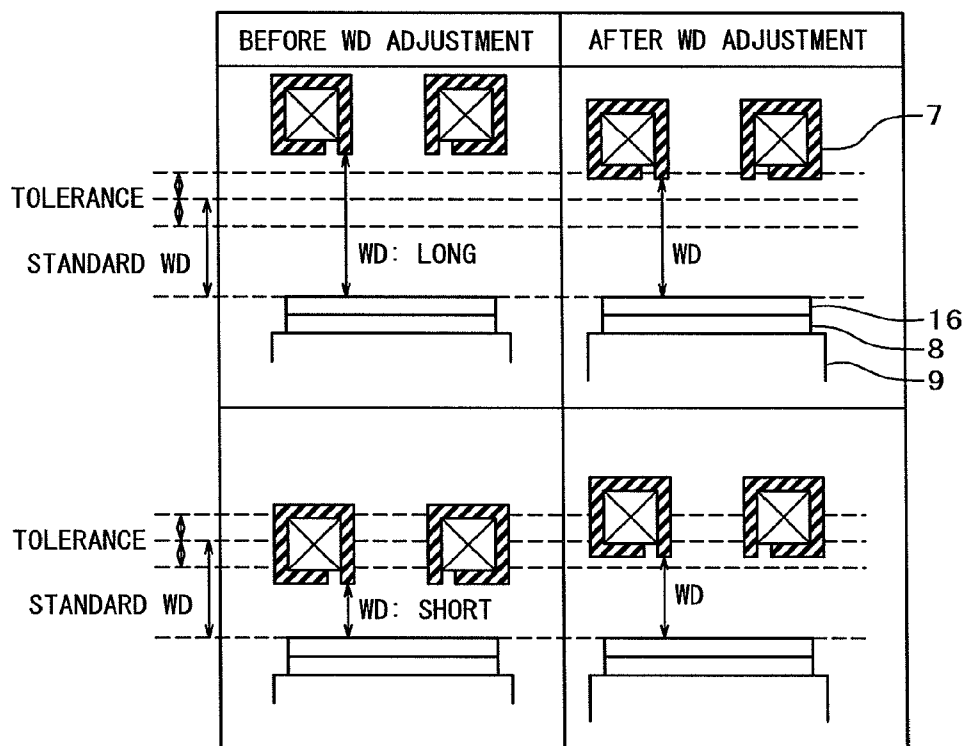 BEFORE WD ADJUSTMENT
AFTER WD ADJUSTMENT
7
TOLERANCE
STANDARD WD
WD: LONG
WD
16
8
9
TOLERANCE
STANDARD WD
WD: SHORT
WD